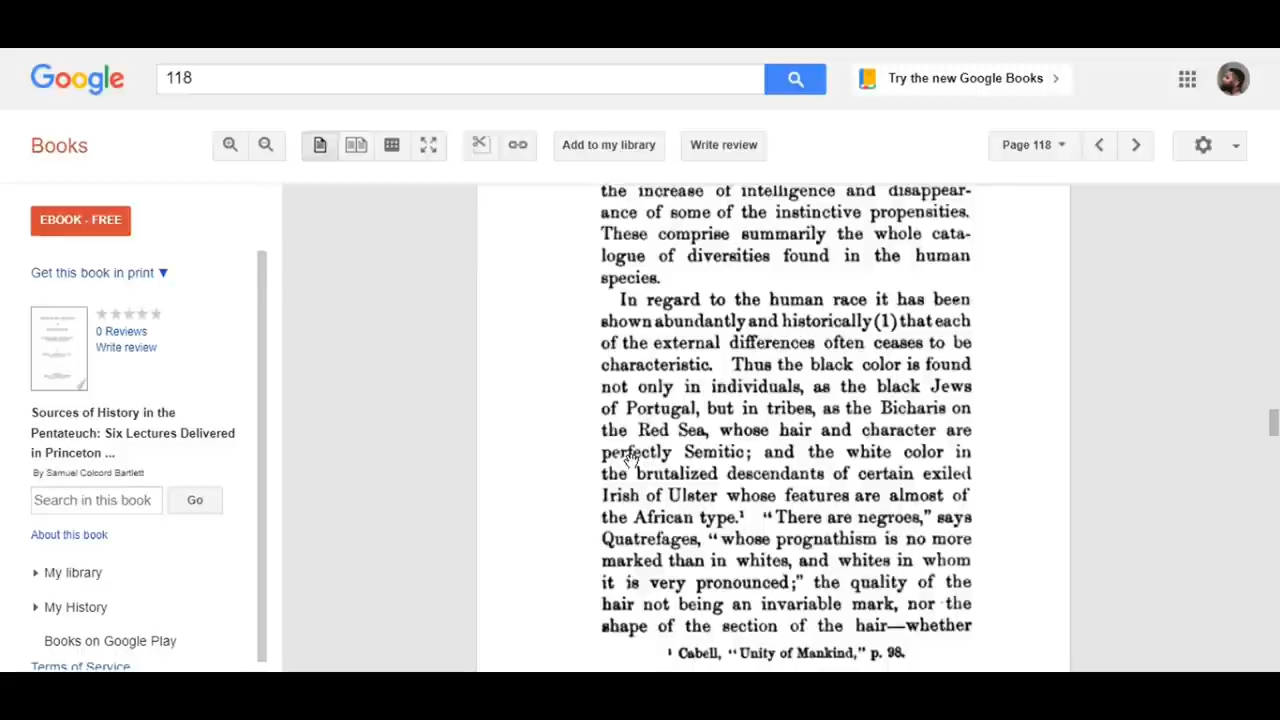 Google
118
Try the new Google Books
Books
Add to my library
Write review
Page 118
EBOOK - FREE
Get this book in print ▼
0 Reviews
Write review
Sources of History in the
Pentateuch: Six Lectures Delivered
in Princeton ...
By Samuel Colcord Bartlett
Search in this book
Go
About this book
My library
My History
Books on Google Play
Terms of Service
the increase of intelligence and disappear-
ance of some of the instinctive propensities.
These comprise summarily the whole cata-
logue of diversities found in the human
species.
In regard to the human race it has been
shown abundantly and historically (1) that each
of the external differences often ceases to be
characteristic. Thus the black color is found
not only in individuals, as the black Jews
of Portugal, but in tribes, as the Bicharis on
the Red Sea, whose hair and character are
perfectly Semitic; and the white color in
the brutalized descendants of certain exiled
Irish of Ulster whose features are almost of
the African type.¹ "There are negroes," says
Quatrefages, "whose prognathism is no more
marked than in whites, and whites in whom
it is very pronounced;" the quality of the
hair not being an invariable mark, nor the
shape of the section of the hair—whether
¹ Cabell, "Unity of Mankind," p. 98.